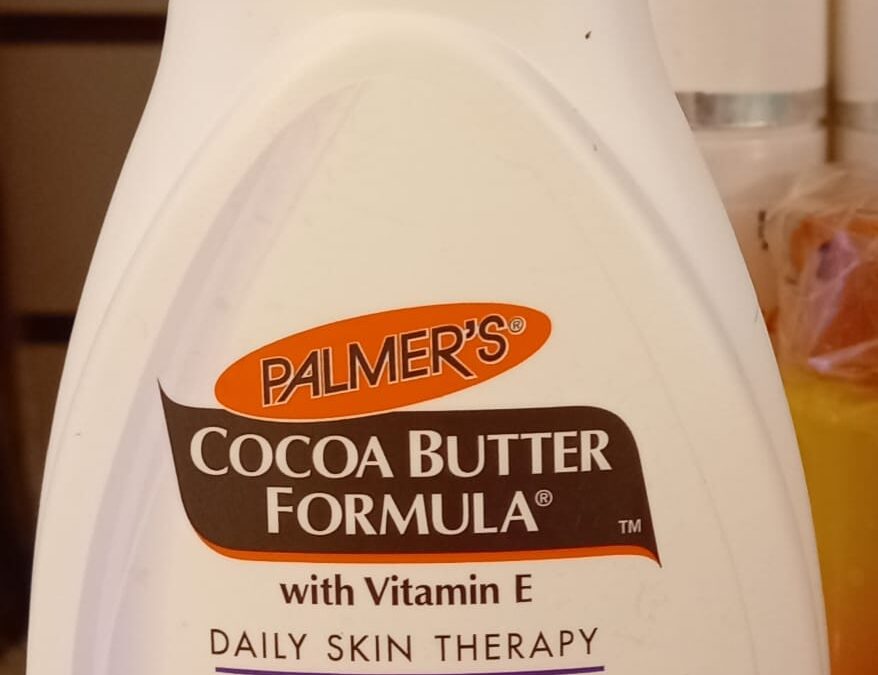 PALMER'S®
COCOA BUTTER
FORMULA®
TM
with Vitamin E
DAILY SKIN THERAPY